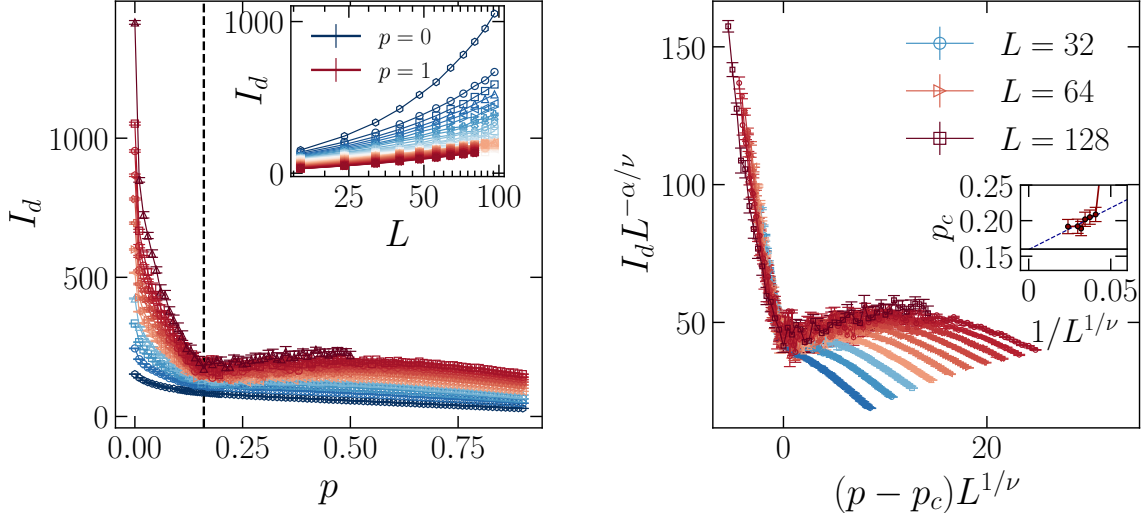 1000
500
0
I_d
0.00
0.25
0.50
0.75
p
1000
0
I_d
25
50
100
L
p = 0
p = 1
150
100
50
I_d L^{-α/ν}
0
20
(p − p_c)L^{1/ν}
L = 32
L = 64
L = 128
0.25
0.20
0.15
p_c
0
0.05
1/L^{1/ν}